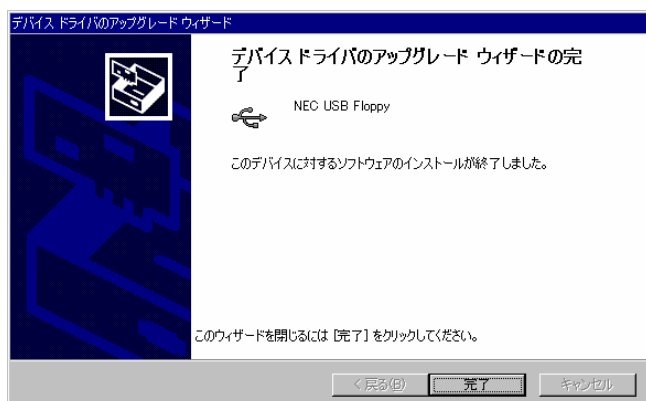 デバイス ドライバのアップグレード ウィザード
デバイス ドライバのアップグレード ウィザードの完
了
NEC USB Floppy
このデバイスに対するソフトウェアのインストールが終了しました。
このウィザードを閉じるには [完了] をクリックしてください。
< 戻る(B)
完了
キャンセル